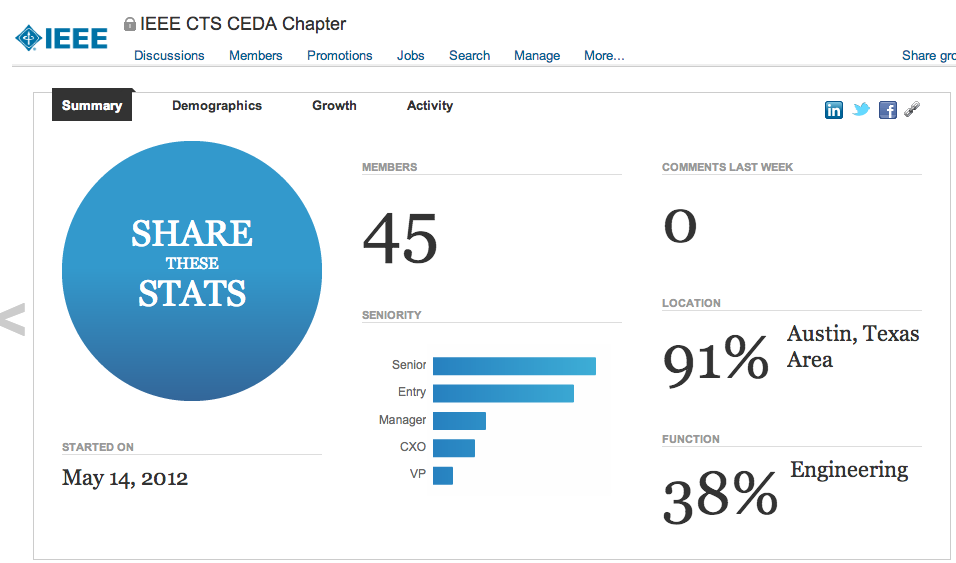 IEEE
IEEE CTS CEDA Chapter
Discussions Members Promotions Jobs Search Manage More... Share gro
Summary Demographics Growth Activity
in f
SHARE
THESE
STATS
STARTED ON
May 14, 2012
MEMBERS
45
SENIORITY
Senior
Entry
Manager
CXO
VP
COMMENTS LAST WEEK
0
LOCATION
91% Austin, Texas
Area
FUNCTION
38% Engineering